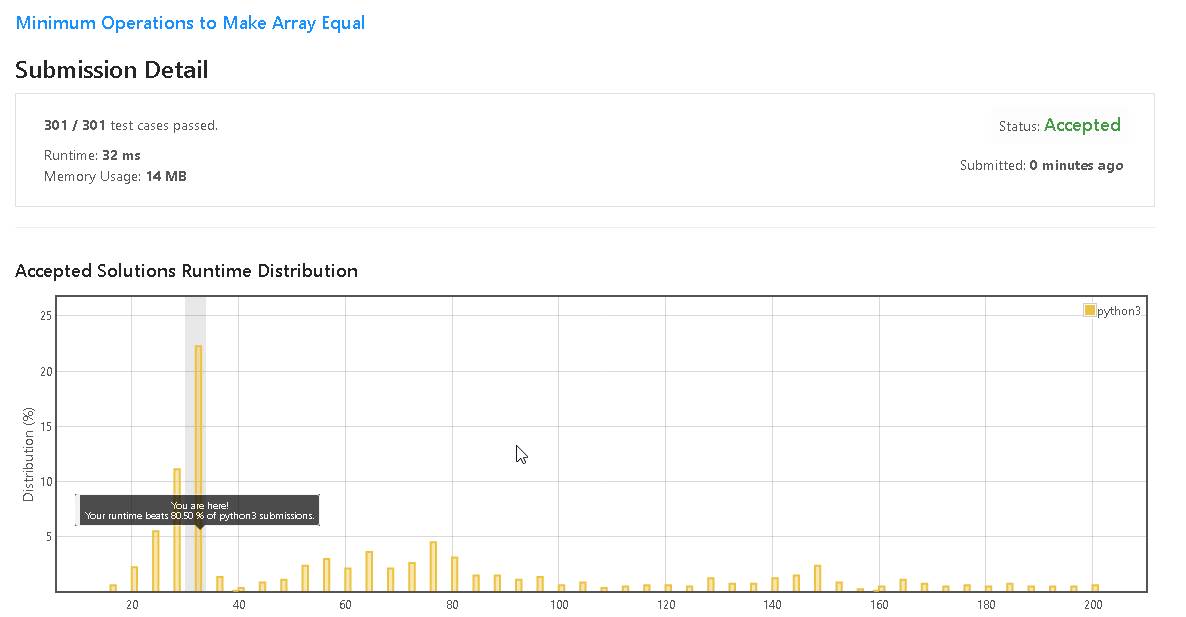 Minimum Operations to Make Array Equal
Submission Detail
301 / 301 test cases passed.
Status: Accepted
Runtime: 32 ms
Memory Usage: 14 MB
Submitted: 0 minutes ago
Accepted Solutions Runtime Distribution
python3
25
20
15
10
5
Distribution (%)
You are here!
Your runtime beats 80.50 % of python3 submissions.
20 40 60 80 100 120 140 160 180 200